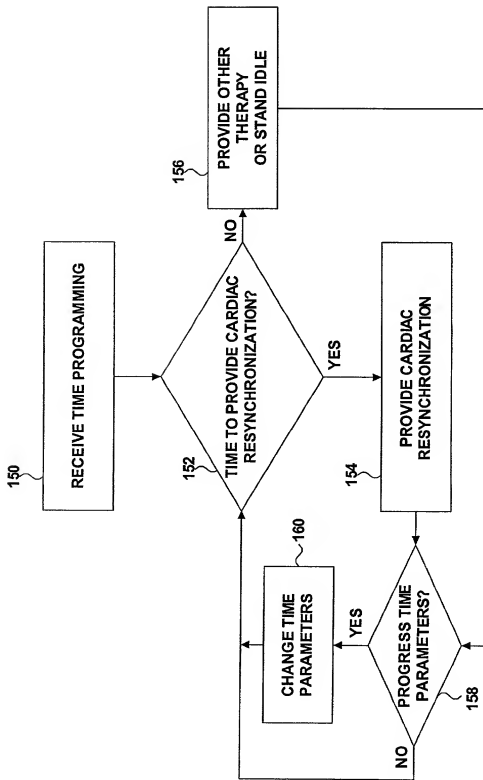 150
RECEIVE TIME PROGRAMMING
152
TIME TO PROVIDE CARDIAC
RESYNCHRONIZATION?
NO
156
PROVIDE OTHER
THERAPY
OR STAND IDLE
YES
154
PROVIDE CARDIAC
RESYNCHRONIZATION
158
PROGRESS TIME
PARAMETERS?
NO
YES
160
CHANGE TIME
PARAMETERS